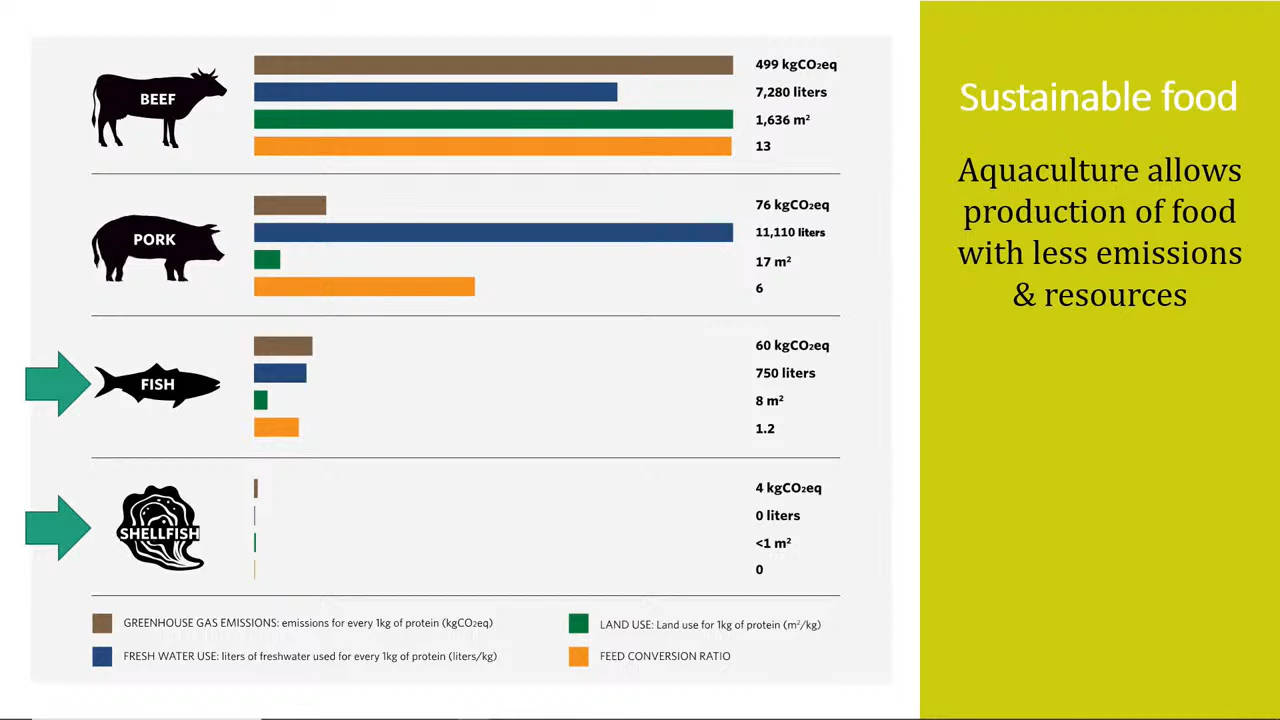 BEEF
499 kgCO₂eq
7,280 liters
1,636 m²
13
PORK
76 kgCO₂eq
11,110 liters
17 m²
6
FISH
60 kgCO₂eq
750 liters
8 m²
1.2
SHELLFISH
4 kgCO₂eq
0 liters
<1 m²
0
GREENHOUSE GAS EMISSIONS: emissions for every 1kg of protein (kgCO₂eq)
FRESH WATER USE: liters of freshwater used for every 1kg of protein (liters/kg)
LAND USE: Land use for 1kg of protein (m²/kg)
FEED CONVERSION RATIO
Sustainable food
Aquaculture allows
production of food
with less emissions
& resources